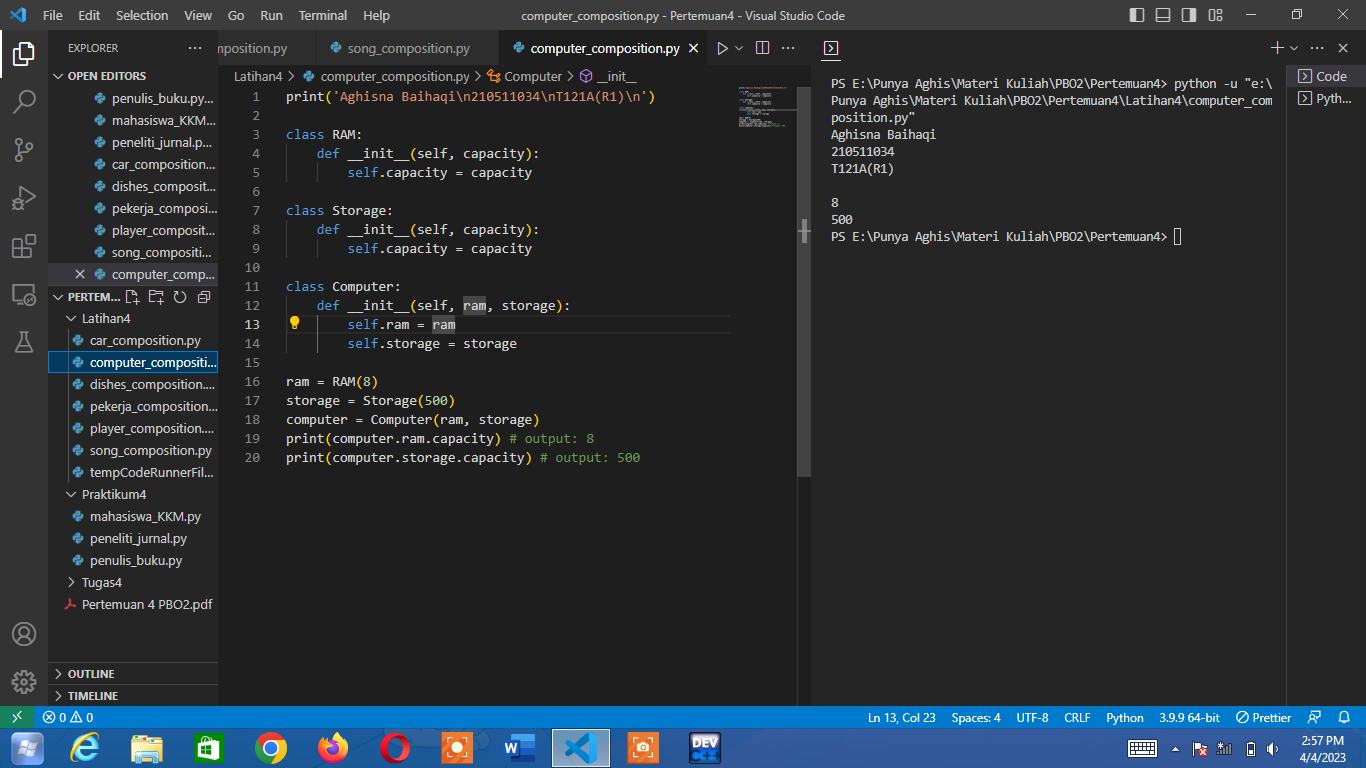 File Edit Selection View Go Run Terminal Help
computer_composition.py - Pertemuan4 - Visual Studio Code
EXPLORER
OPEN EDITORS
penulis_buku.py...
mahasiswa_KKM...
peneliti_jurnal.p...
car_composition...
dishes_composit...
pekerja_composi...
player_composit...
song_compositi...
computer_comp...
PERTEM...
Latihan4
car_composition.py
computer_compositi...
dishes_composition....
pekerja_composition...
player_composition....
song_composition.py
tempCodeRunnerFil...
Praktikum4
mahasiswa_KKM.py
peneliti_jurnal.py
penulis_buku.py
Tugas4
Pertemuan 4 PBO2.pdf
OUTLINE
TIMELINE
mposition.py song_composition.py computer_composition.py
Latihan4 > computer_composition.py > Computer > __init__
1 print('Aghisna Baihaqi\n210511034\nT121A(R1)\n')
2
3 class RAM:
4     def __init__(self, capacity):
5         self.capacity = capacity
6
7 class Storage:
8     def __init__(self, capacity):
9         self.capacity = capacity
10
11 class Computer:
12     def __init__(self, ram, storage):
13         self.ram = ram
14         self.storage = storage
15
16 ram = RAM(8)
17 storage = Storage(500)
18 computer = Computer(ram, storage)
19 print(computer.ram.capacity) # output: 8
20 print(computer.storage.capacity) # output: 500
PS E:\Punya Aghis\Materi Kuliah\PBO2\Pertemuan4> python -u "e:\
Punya Aghis\Materi Kuliah\PBO2\Pertemuan4\Latihan4\computer_com
position.py"
Aghisna Baihaqi
210511034
T121A(R1)
8
500
PS E:\Punya Aghis\Materi Kuliah\PBO2\Pertemuan4>
Code
Pyth...
0 0
Ln 13, Col 23 Spaces: 4 UTF-8 CRLF Python 3.9.9 64-bit Prettier
DEV C++
2:57 PM
4/4/2023